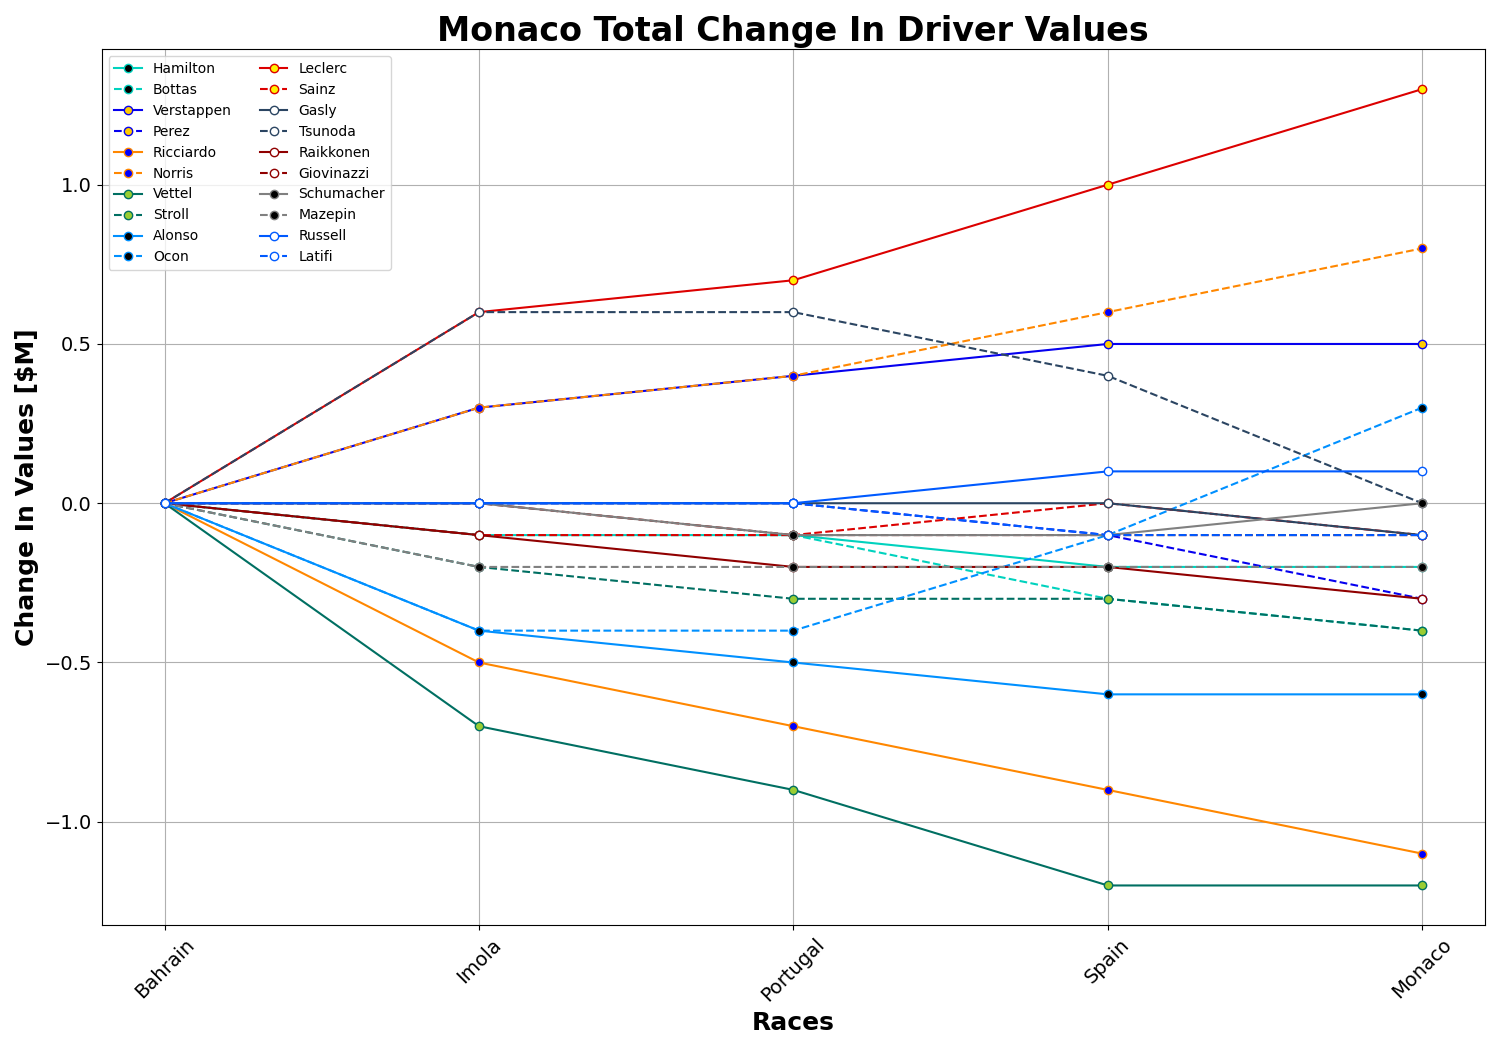 Monaco Total Change In Driver Values
Hamilton
Bottas
Verstappen
Perez
Ricciardo
Norris
Vettel
Stroll
Alonso
Ocon
Leclerc
Sainz
Gasly
Tsunoda
Raikkonen
Giovinazzi
Schumacher
Mazepin
Russell
Latifi
Change In Values [$M]
1.0
0.5
0.0
−0.5
−1.0
Bahrain
Imola
Portugal
Spain
Monaco
Races